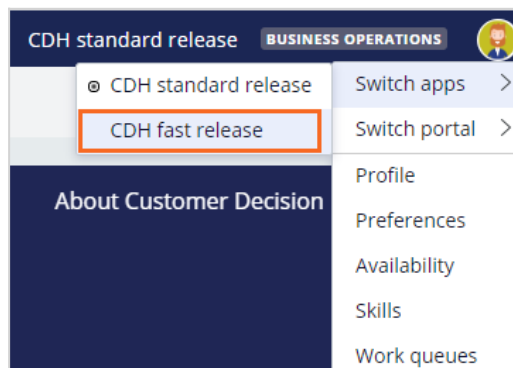 CDH standard release BUSINESS OPERATIONS
CDH standard release
CDH fast release
Switch apps
Switch portal
Profile
Preferences
Availability
Skills
Work queues
About Customer Decision